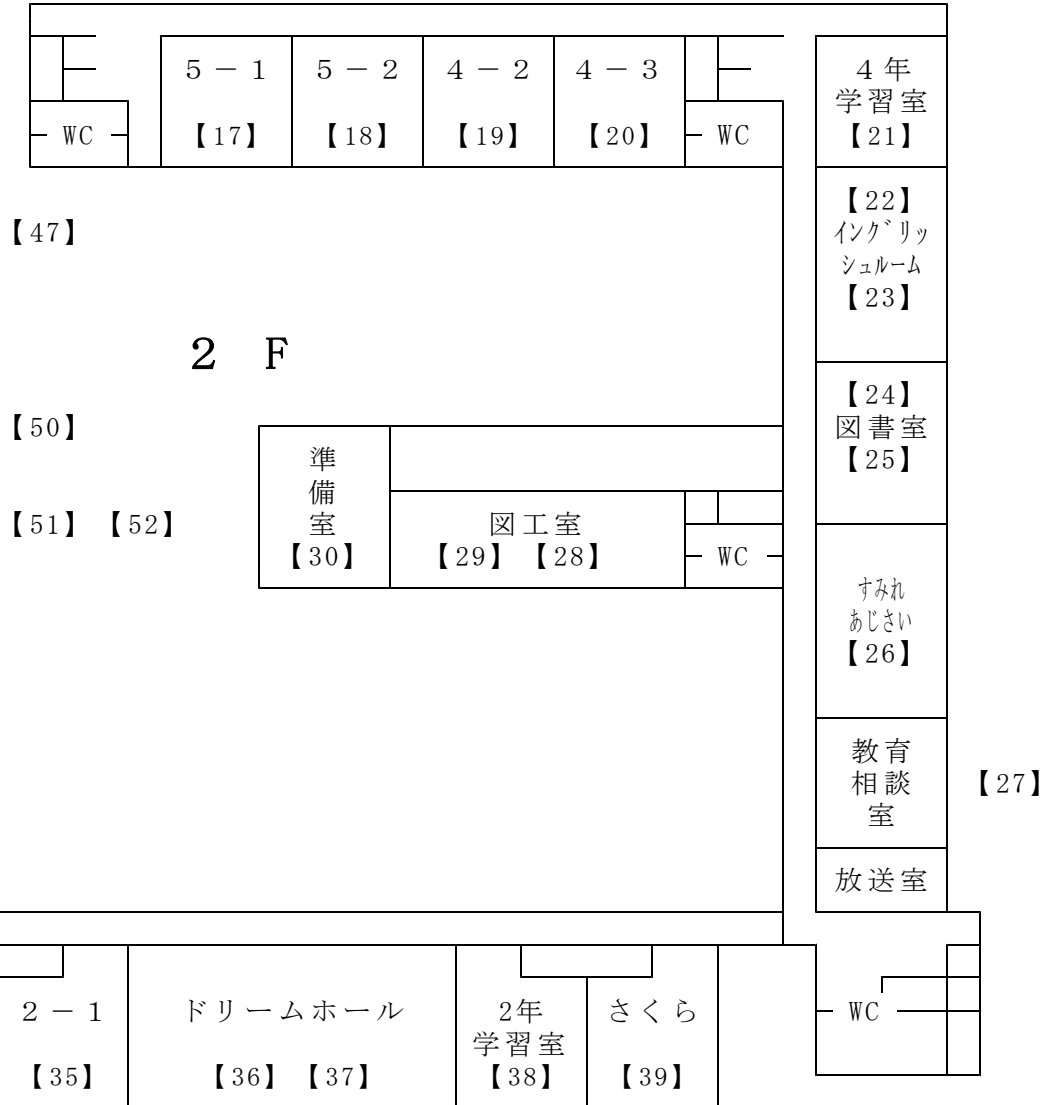 ５－１ ５－２ ４－２ ４－３ ４年
学習室
WC 【17】 【18】 【19】 【20】 WC 【21】
【22】
【47】 イングリッ
シュルーム
【23】
２ F
【24】
【50】 図書室
準備室 【25】
【51】 【52】 図工室
【30】 【29】 【28】 WC
すみれ
あじさい
【26】
教育
相談 【27】
室
放送室
２－１ ドリームホール 2年 さくら WC
学習室
【35】 【36】 【37】 【38】 【39】